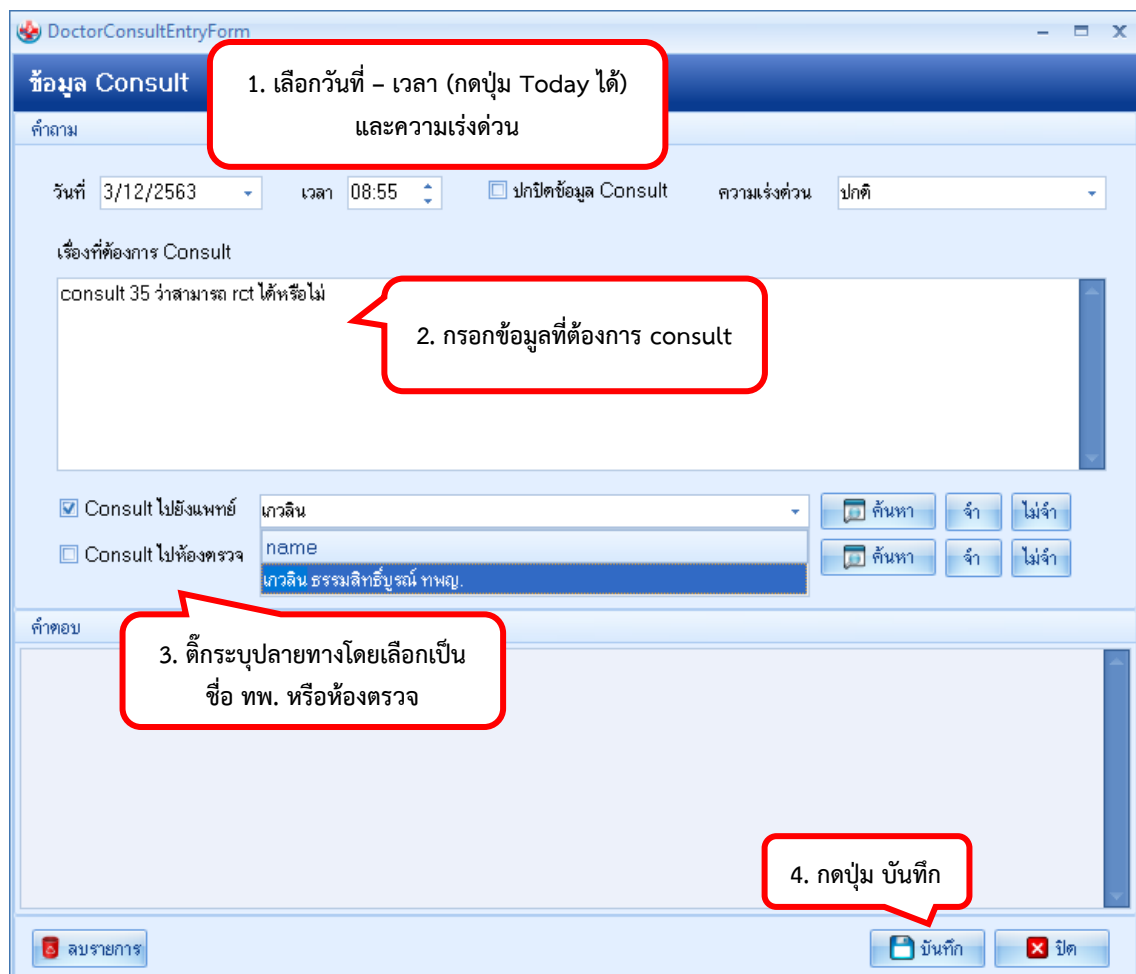 DoctorConsultEntryForm
ข้อมูล Consult
1. เลือกวันที่ – เวลา (กดปุ่ม Today ได้)
และความเร่งด่วน
คำถาม
วันที่ 3/12/2563 เวลา 08:55 ปกปิดข้อมูล Consult ความเร่งด่วน ปกติ
เรื่องที่ต้องการ Consult
consult 35 ว่าสามารถ rct ได้หรือไม่
2. กรอกข้อมูลที่ต้องการ consult
Consult ไปยังแพทย์ เกวลิน ค้นหา จำ ไม่จำ
Consult ไปห้องตรวจ name ค้นหา จำ ไม่จำ
เกวลิน ธรรมสิทธิ์บูรณ์ ทพญ.
คำตอบ
3. ติ๊กระบุปลายทางโดยเลือกเป็น
ชื่อ ทพ. หรือห้องตรวจ
4. กดปุ่ม บันทึก
ลบรายการ บันทึก ปิด